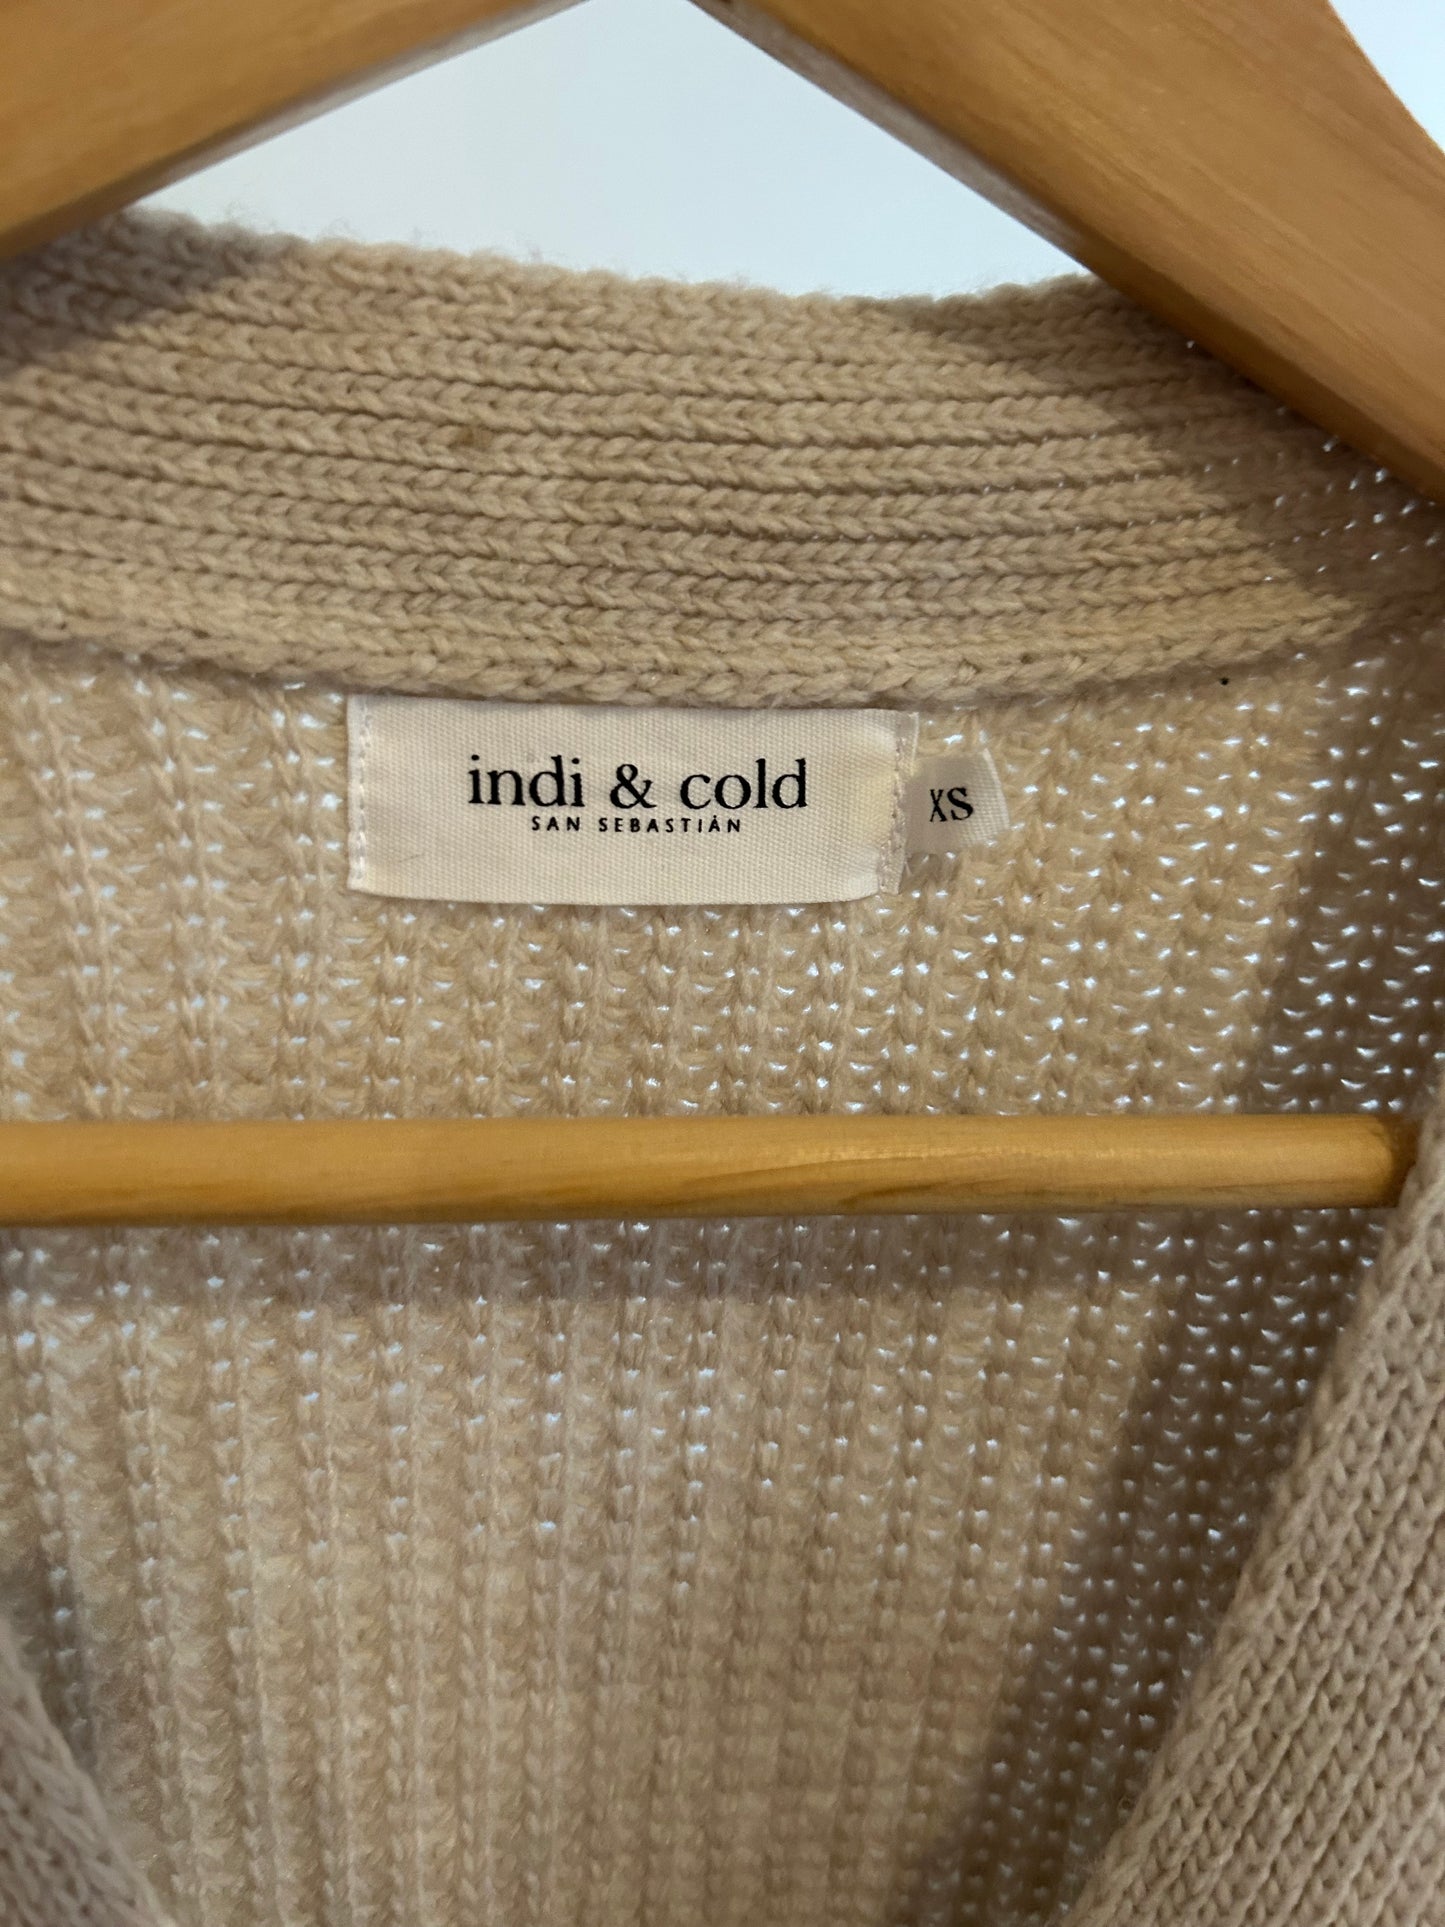 indi & cold
SAN SEBASTIÁN
XS